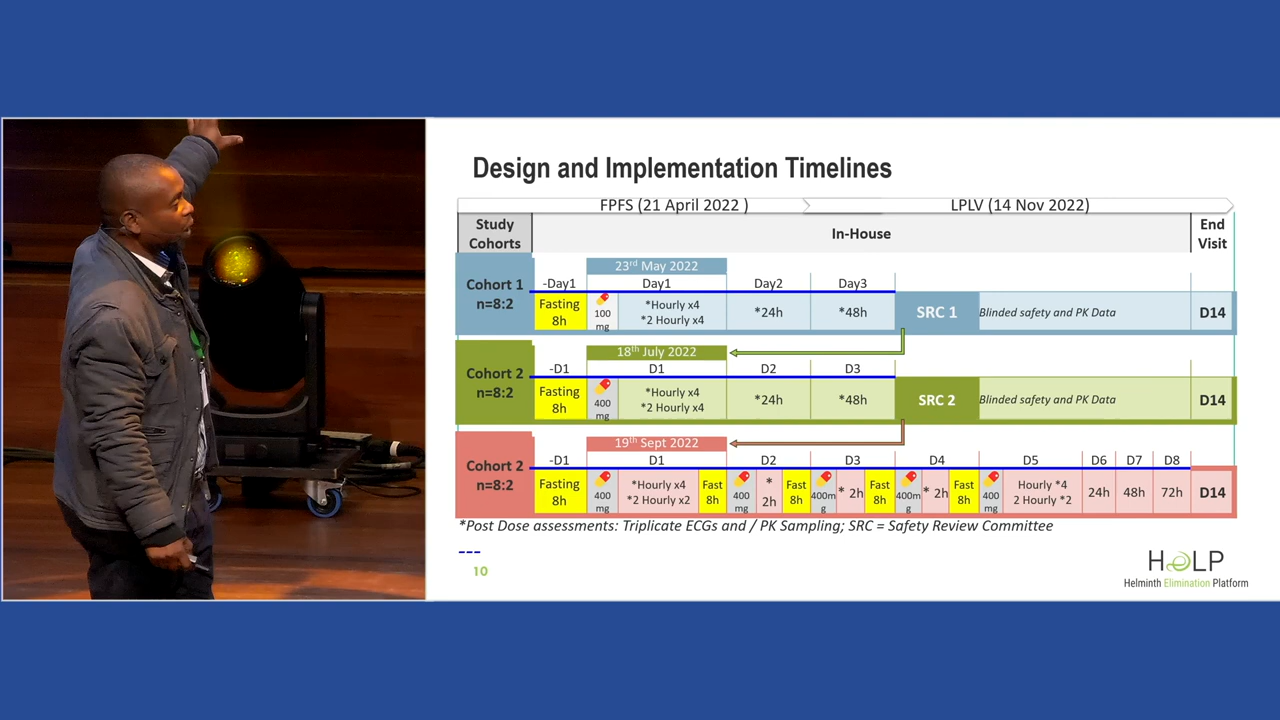 Design and Implementation Timelines
FPFS (21 April 2022 )
LPLV (14 Nov 2022)
Study
Cohorts
In-House
End
Visit
Cohort 1
n=8:2
23rd May 2022
-Day1
Day1
Day2
Day3
Fasting
8h
100
mg
*Hourly x4
*2 Hourly x4
*24h
*48h
SRC 1
Blinded safety and PK Data
D14
Cohort 2
n=8:2
18th July 2022
-D1
D1
D2
D3
Fasting
8h
400
mg
*Hourly x4
*2 Hourly x4
*24h
*48h
SRC 2
Blinded safety and PK Data
D14
Cohort 2
n=8:2
19th Sept 2022
-D1
D1
D2
D3
D4
D5
D6
D7
D8
Fasting
8h
400
mg
*Hourly x4
*2 Hourly x2
Fast
8h
400
mg
*
2h
Fast
8h
400m
g
* 2h
Fast
8h
400m
g
* 2h
Fast
8h
400
mg
Hourly *4
2 Hourly *2
24h
48h
72h
D14
*Post Dose assessments: Triplicate ECGs and / PK Sampling; SRC = Safety Review Committee
---
10
HeLP
Helminth Elimination Platform